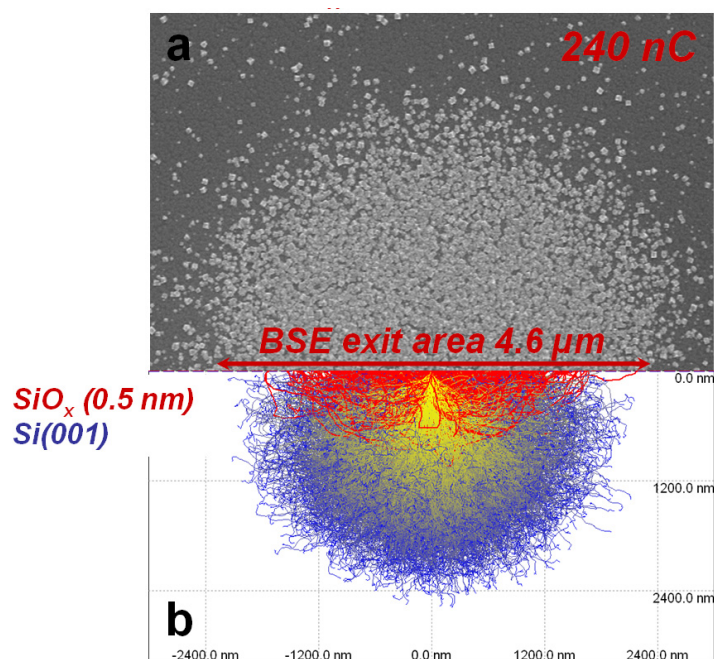 a
240 nC
BSE exit area 4.6 µm
0.0 nm
SiOx (0.5 nm)
Si(001)
1200.0 nm
2400.0 nm
b
-2400.0 nm -1200.0 nm 0.0 nm 1200.0 nm 2400.0 nm